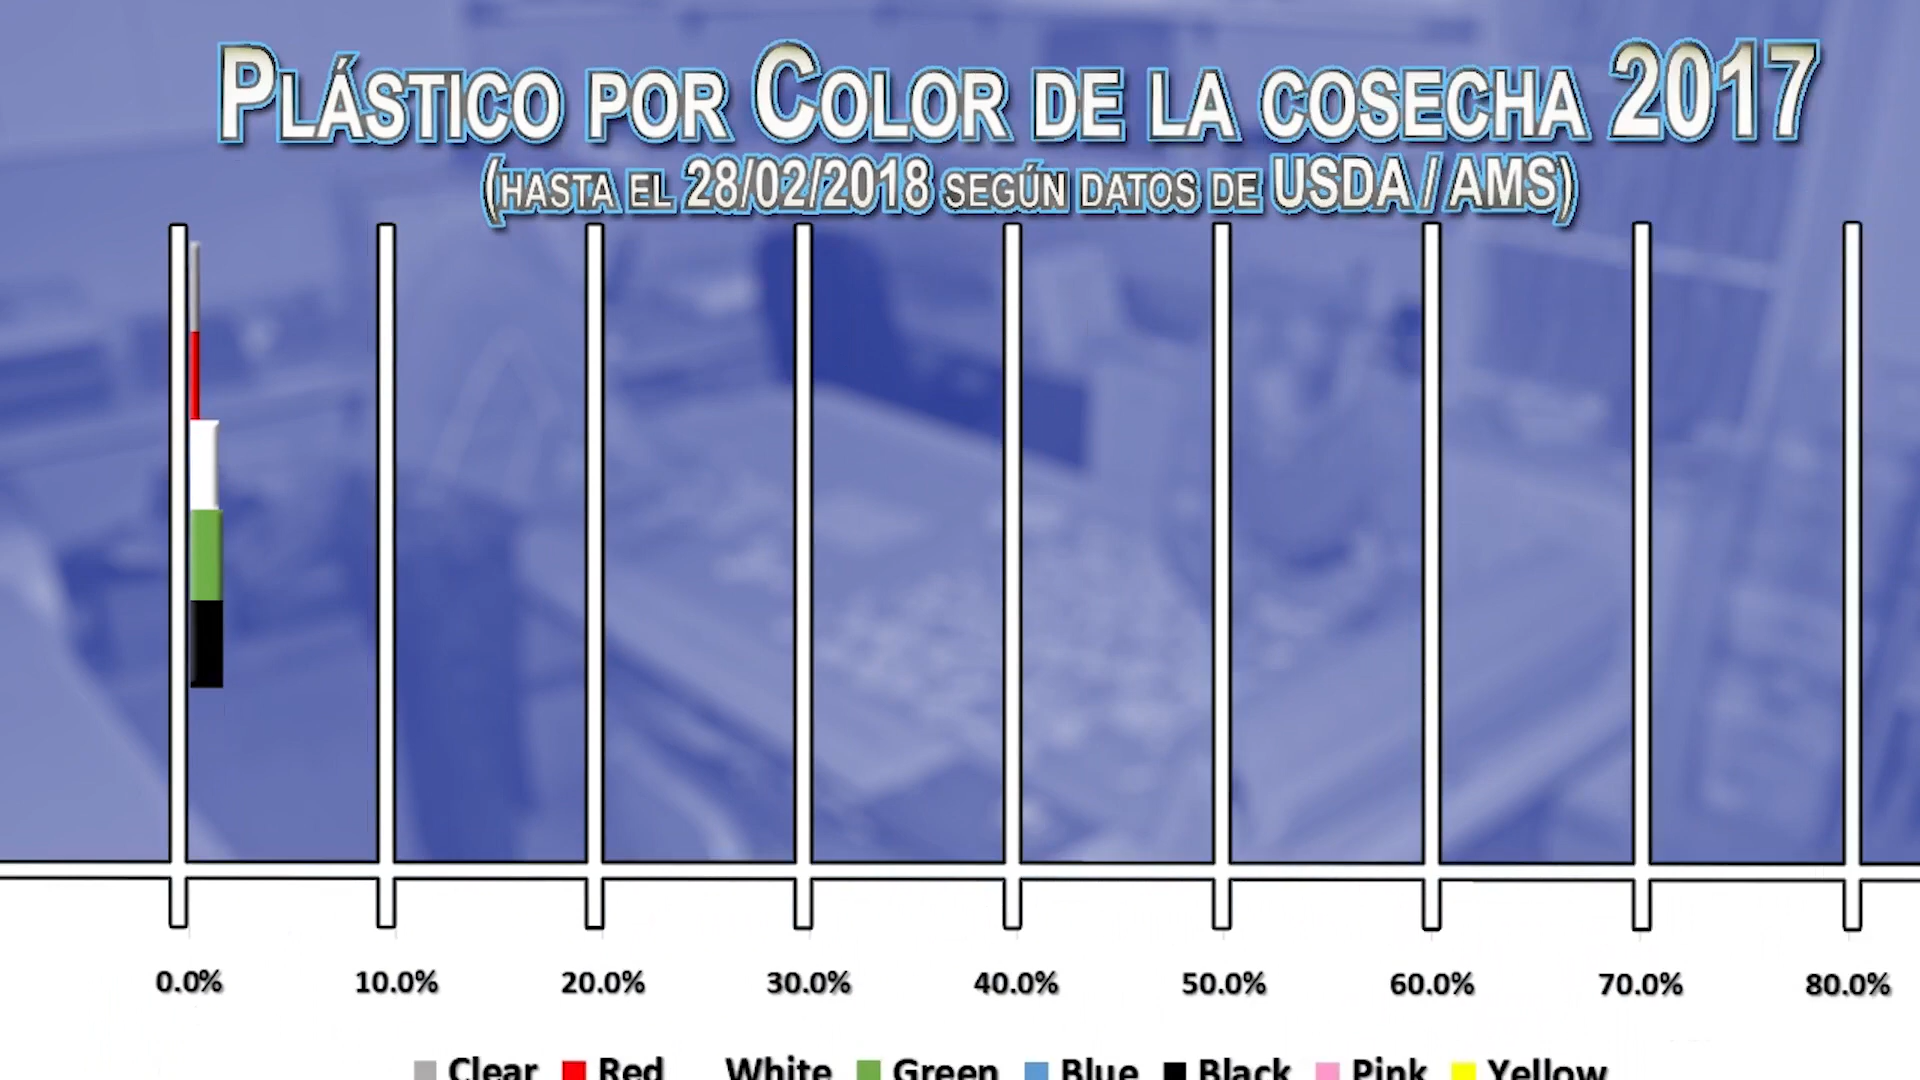 PLÁSTICO POR COLOR DE LA COSECHA 2017
(HASTA EL 28/02/2018 SEGÚN DATOS DE USDA / AMS)
0.0% 10.0% 20.0% 30.0% 40.0% 50.0% 60.0% 70.0% 80.0%
Clear Red White Green Blue Black Pink Yellow